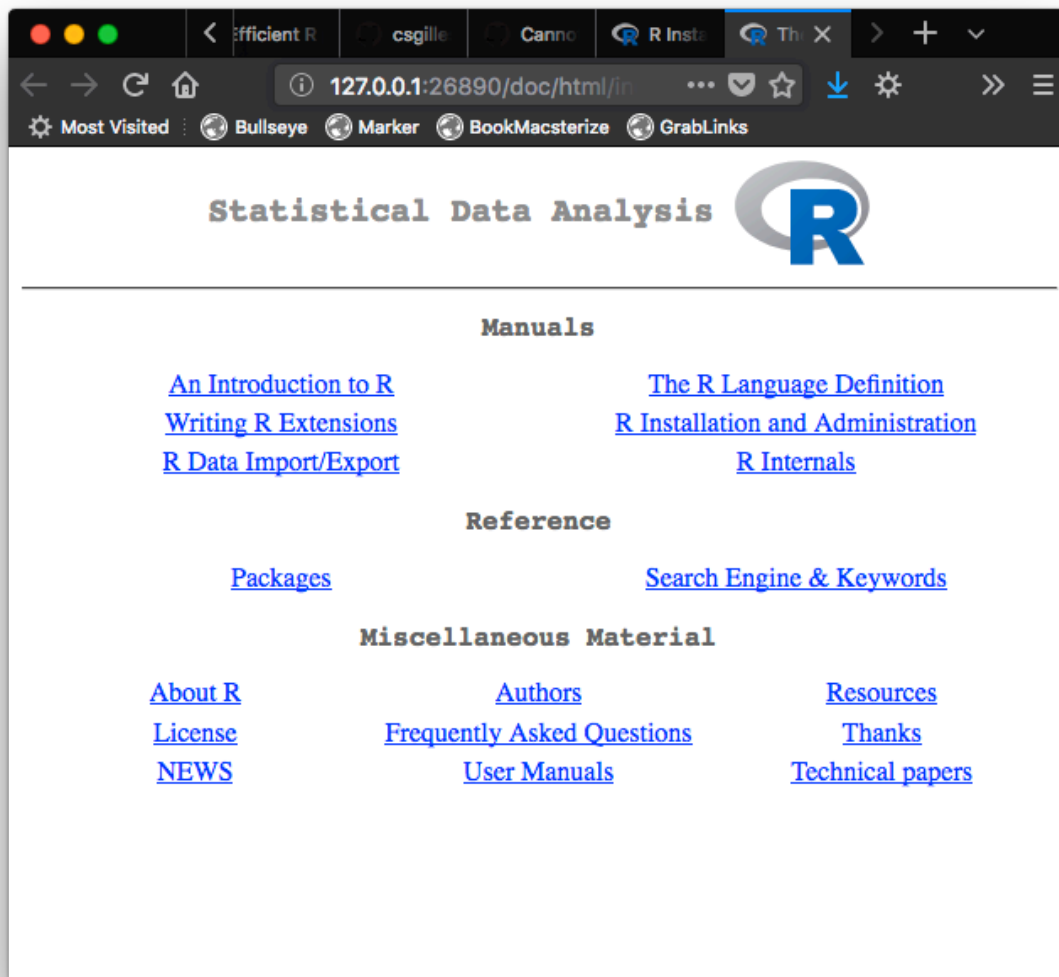 Efficient R csgille Canno R Insta Th
127.0.0.1:26890/doc/html/in
Most Visited Bullseye Marker BookMacsterize GrabLinks
Statistical Data Analysis R
Manuals
An Introduction to R The R Language Definition
Writing R Extensions R Installation and Administration
R Data Import/Export R Internals
Reference
Packages Search Engine & Keywords
Miscellaneous Material
About R Authors Resources
License Frequently Asked Questions Thanks
NEWS User Manuals Technical papers